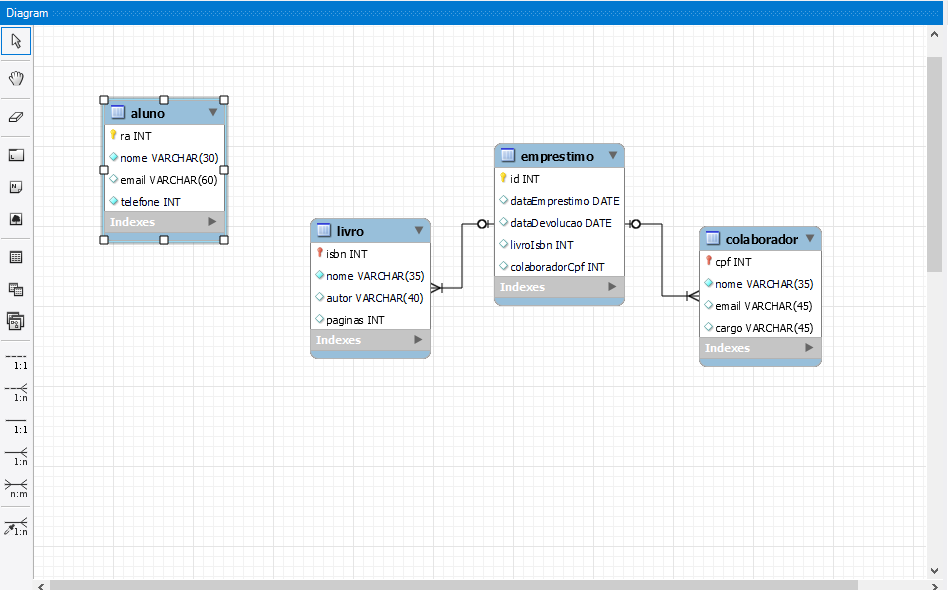 Diagram
aluno
ra INT
nome VARCHAR(30)
email VARCHAR(60)
telefone INT
Indexes
livro
isbn INT
nome VARCHAR(35)
autor VARCHAR(40)
paginas INT
Indexes
emprestimo
id INT
dataEmprestimo DATE
dataDevolucao DATE
livroIsbn INT
colaboradorCpf INT
Indexes
colaborador
cpf INT
nome VARCHAR(35)
email VARCHAR(45)
cargo VARCHAR(45)
Indexes
1:1
1:n
1:1
1:n
n:m
1:n